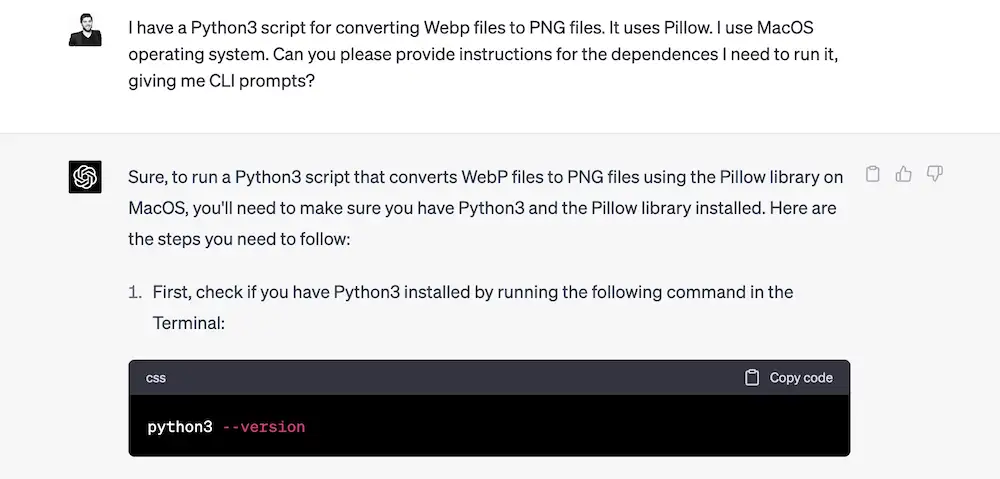 I have a Python3 script for converting Webp files to PNG files. It uses Pillow. I use MacOS
operating system. Can you please provide instructions for the dependences I need to run it,
giving me CLI prompts?
Sure, to run a Python3 script that converts WebP files to PNG files using the Pillow library on
MacOS, you'll need to make sure you have Python3 and the Pillow library installed. Here are
the steps you need to follow:
1. First, check if you have Python3 installed by running the following command in the
Terminal:
css Copy code
python3 --version